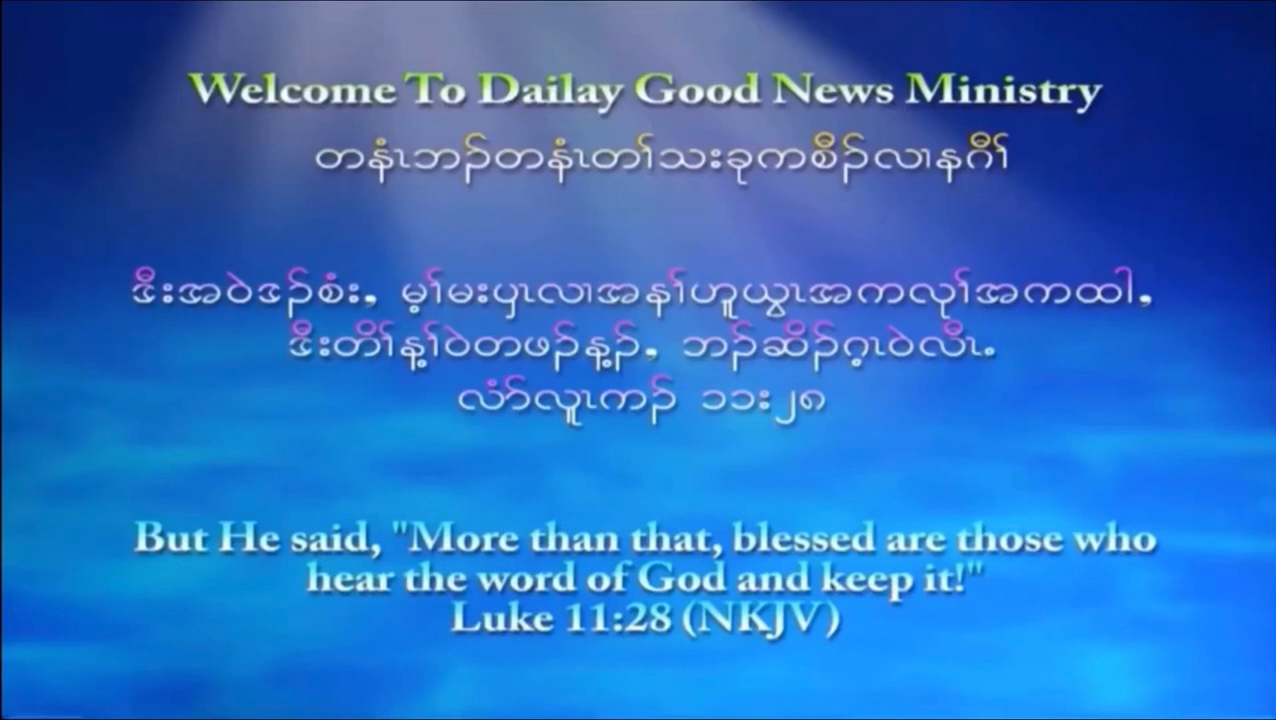 Welcome To Dailay Good News Ministry
တနံၤဘၣ်တနံၤတၢ်သးခုကစီၣ်လၢနဂီၢ်
ဒီးအဝဲဒၣ်စံး, မ့ၢ်မးပှၤလၢအနၢ်ဟူယွၤအကလုၢ်အကထါ,
ဒီးတိၢ်န့ၢ်ဝဲတဖၣ်န့ၣ်, ဘၣ်ဆိၣ်ဂ့ၤဝဲလီၤ.
လံာ်လူၤကၣ် ၁၁း၂၈
But He said, "More than that, blessed are those who
hear the word of God and keep it!"
Luke 11:28 (NKJV)